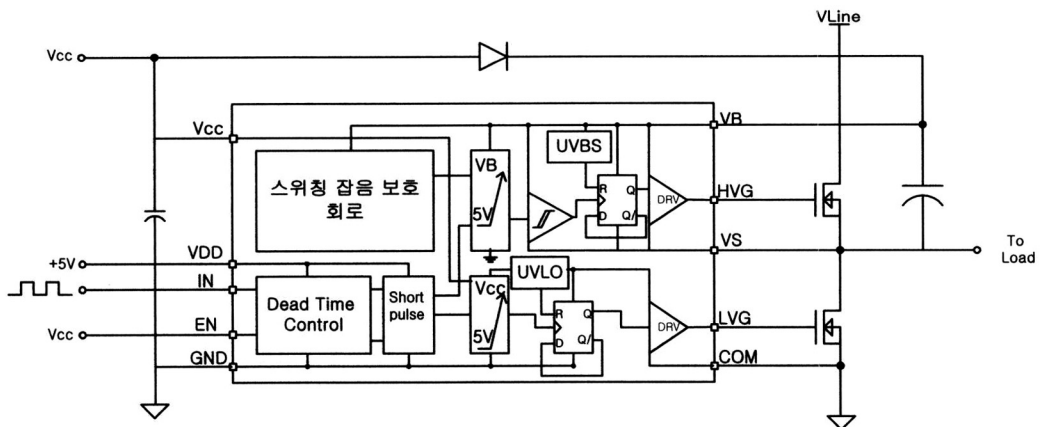 VLine
Vcc
Vcc
VB
UVBS
VB
5V
스위칭 잡음 보호
회로
R
Q
D
Q/
DRV
HVG
VS
To
Load
+5V
VDD
IN
Dead Time
Control
Short
pulse
UVLO
Vcc
5V
R
Q
D
Q/
DRV
LVG
Vcc
EN
GND
COM